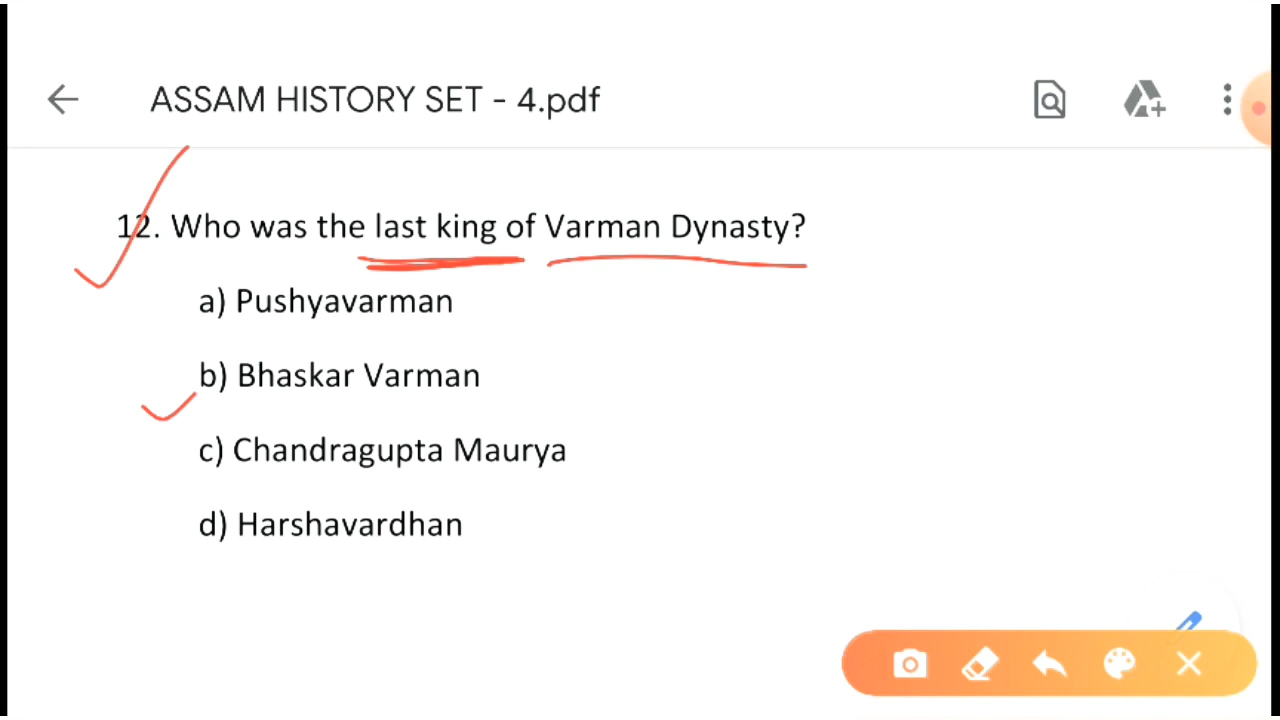 ASSAM HISTORY SET - 4.pdf
12. Who was the last king of Varman Dynasty?
a) Pushyavarman
b) Bhaskar Varman
c) Chandragupta Maurya
d) Harshavardhan